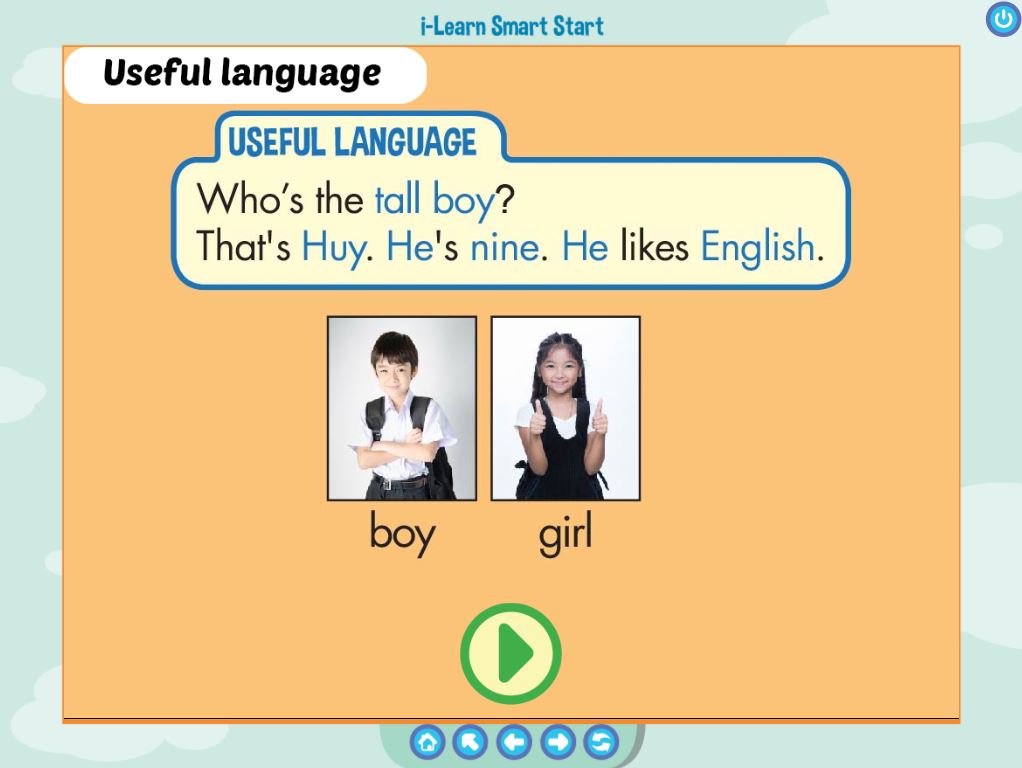 i-Learn Smart Start
Useful language
USEFUL LANGUAGE
Who’s the tall boy?
That's Huy. He's nine. He likes English.
boy girl